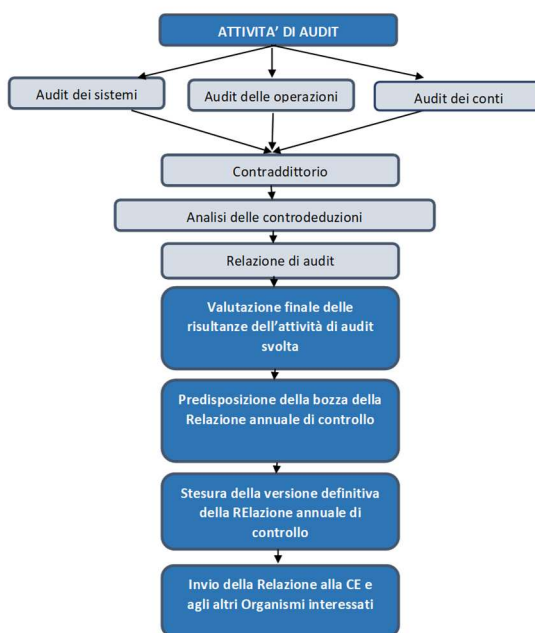 ATTIVITA' DI AUDIT
Audit dei sistemi
Audit delle operazioni
Audit dei conti
Contraddittorio
Analisi delle controdeduzioni
Relazione di audit
Valutazione finale delle
risultanze dell'attività di audit
svolta
Predisposizione della bozza della
Relazione annuale di controllo
Stesura della versione definitiva
della RElazione annuale di
controllo
Invio della Relazione alla CE e
agli altri Organismi interessati